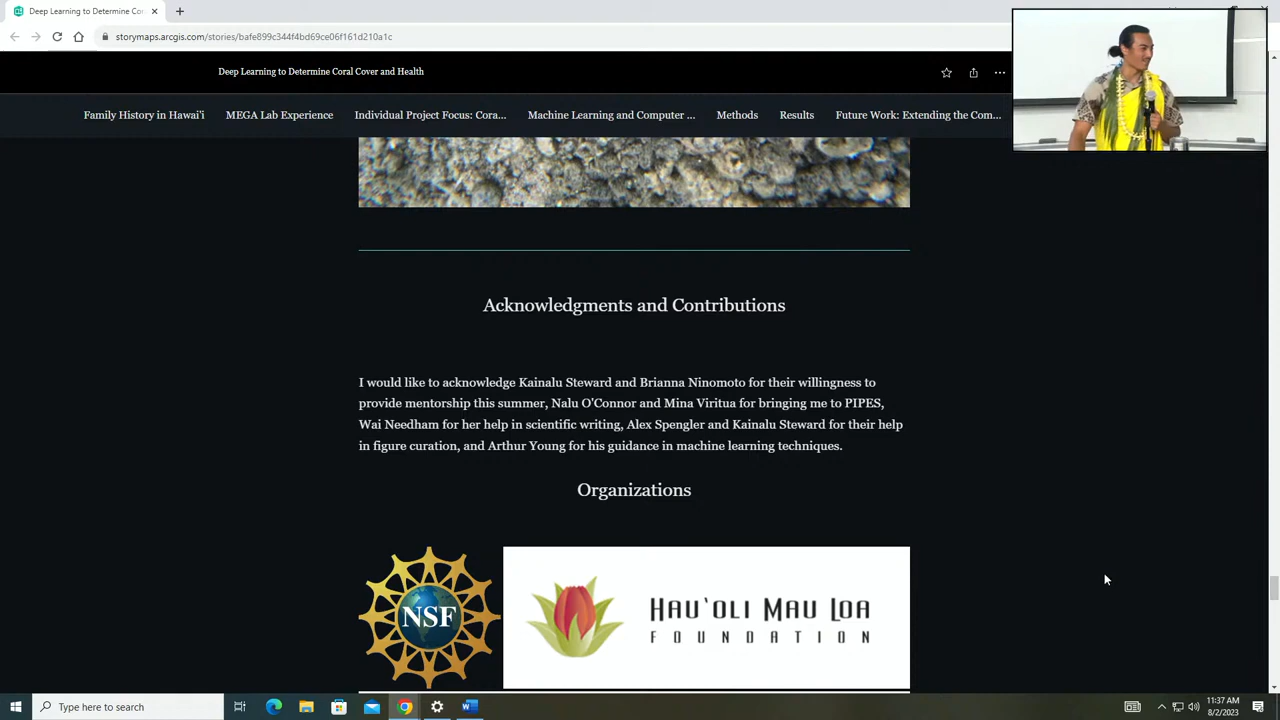 Deep Learning to Determine Cor
storymaps.arcgis.com/stories/bafe899c344f4bd69ce06f161d210a1c
Deep Learning to Determine Coral Cover and Health
Family History in Hawai'i
MEGA Lab Experience
Individual Project Focus: Cora...
Machine Learning and Computer ...
Methods
Results
Future Work: Extending the Com...
Acknowledgments and Contributions
I would like to acknowledge Kainalu Steward and Brianna Ninomoto for their willingness to
provide mentorship this summer, Nalu O'Connor and Mina Viritua for bringing me to PIPES,
Wai Needham for her help in scientific writing, Alex Spengler and Kainalu Steward for their help
in figure curation, and Arthur Young for his guidance in machine learning techniques.
Organizations
NSF
HAU'OLI MAU LOA
FOUNDATION
Type here to search
11:37 AM
8/2/2023